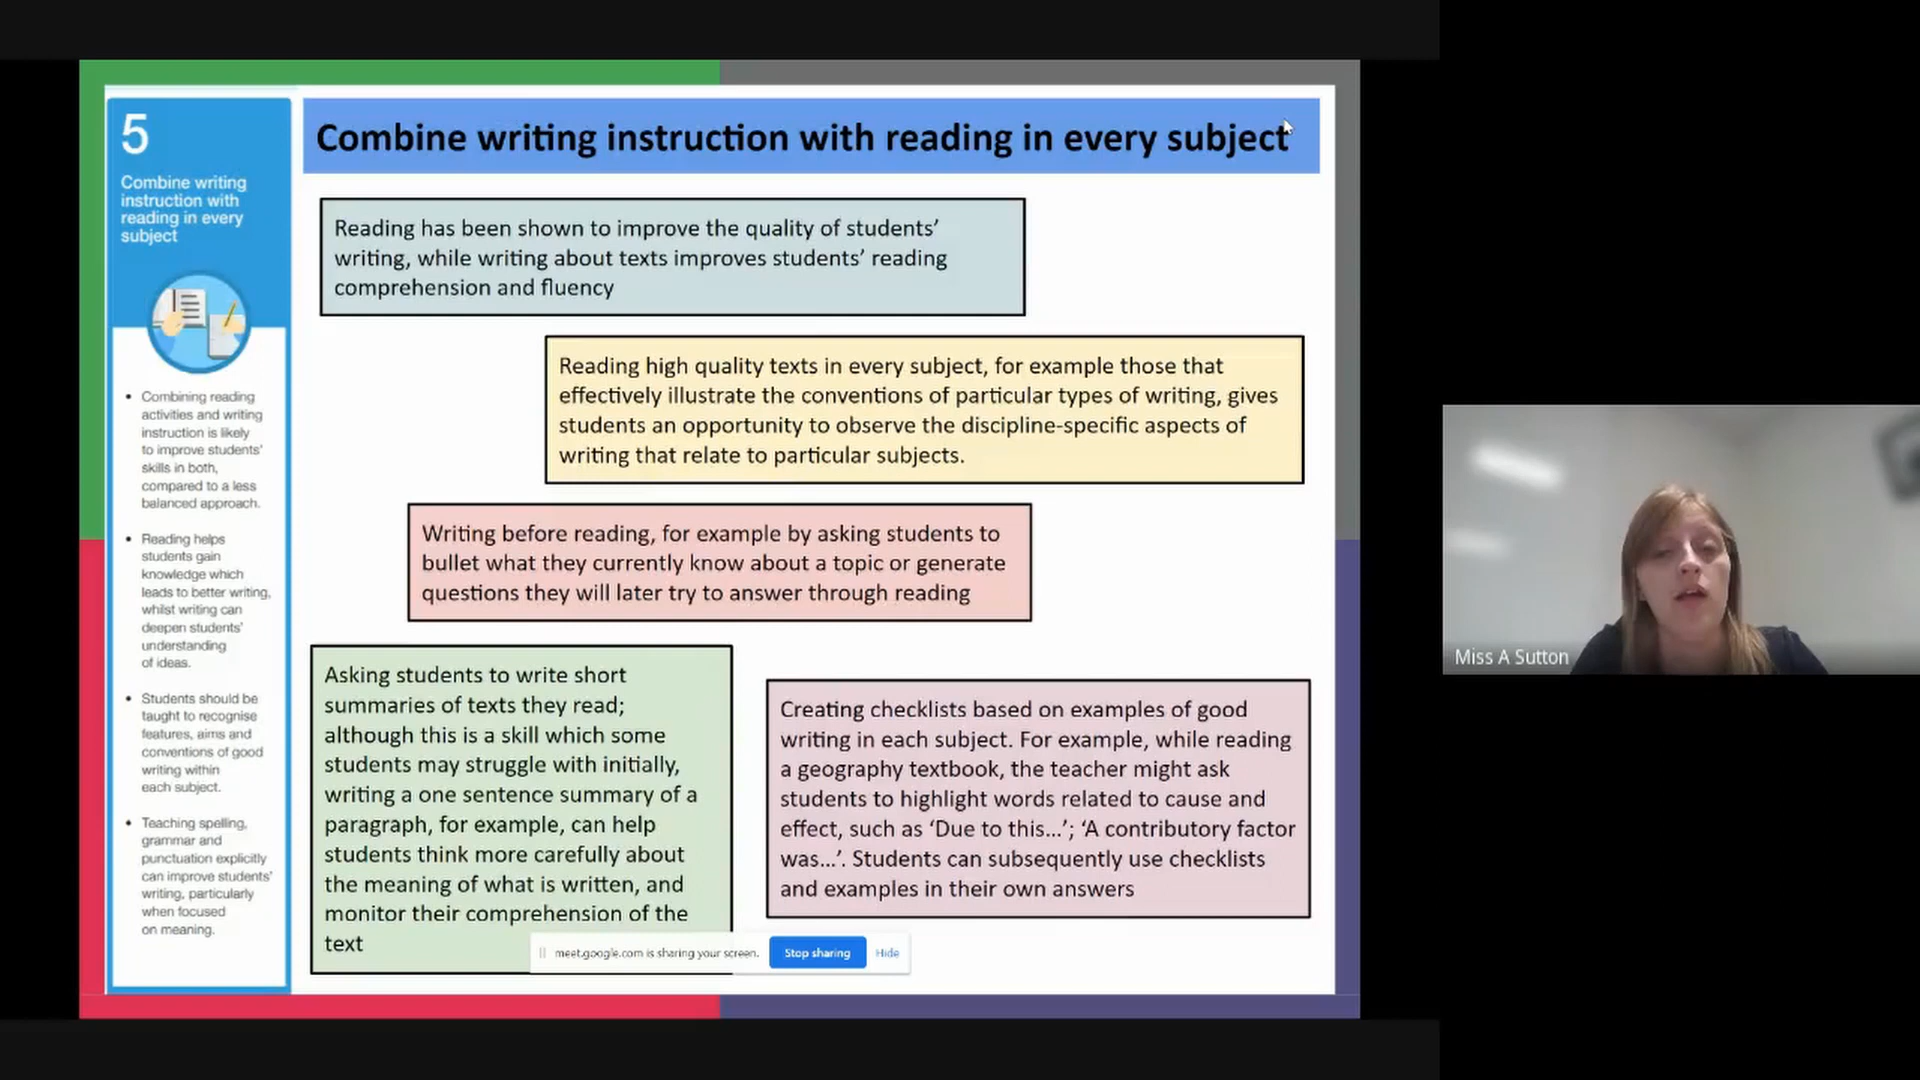 5
Combine writing
instruction with
reading in every
subject
• Combining reading
activities and writing
instruction is likely
to improve students'
skills in both,
compared to a less
balanced approach.
• Reading helps
students gain
knowledge which
leads to better writing,
whilst writing can
deepen students'
understanding
of ideas.
• Students should be
taught to recognise
features, aims and
conventions of good
writing within
each subject.
• Teaching spelling,
grammar and
punctuation explicitly
can improve students'
writing, particularly
when focused
on meaning.
Combine writing instruction with reading in every subject
Reading has been shown to improve the quality of students’
writing, while writing about texts improves students’ reading
comprehension and fluency
Reading high quality texts in every subject, for example those that
effectively illustrate the conventions of particular types of writing, gives
students an opportunity to observe the discipline-specific aspects of
writing that relate to particular subjects.
Writing before reading, for example by asking students to
bullet what they currently know about a topic or generate
questions they will later try to answer through reading
Asking students to write short
summaries of texts they read;
although this is a skill which some
students may struggle with initially,
writing a one sentence summary of a
paragraph, for example, can help
students think more carefully about
the meaning of what is written, and
monitor their comprehension of the
text
Creating checklists based on examples of good
writing in each subject. For example, while reading
a geography textbook, the teacher might ask
students to highlight words related to cause and
effect, such as ‘Due to this...’; ‘A contributory factor
was...’. Students can subsequently use checklists
and examples in their own answers
meet.google.com is sharing your screen.
Stop sharing
Hide
Miss A Sutton